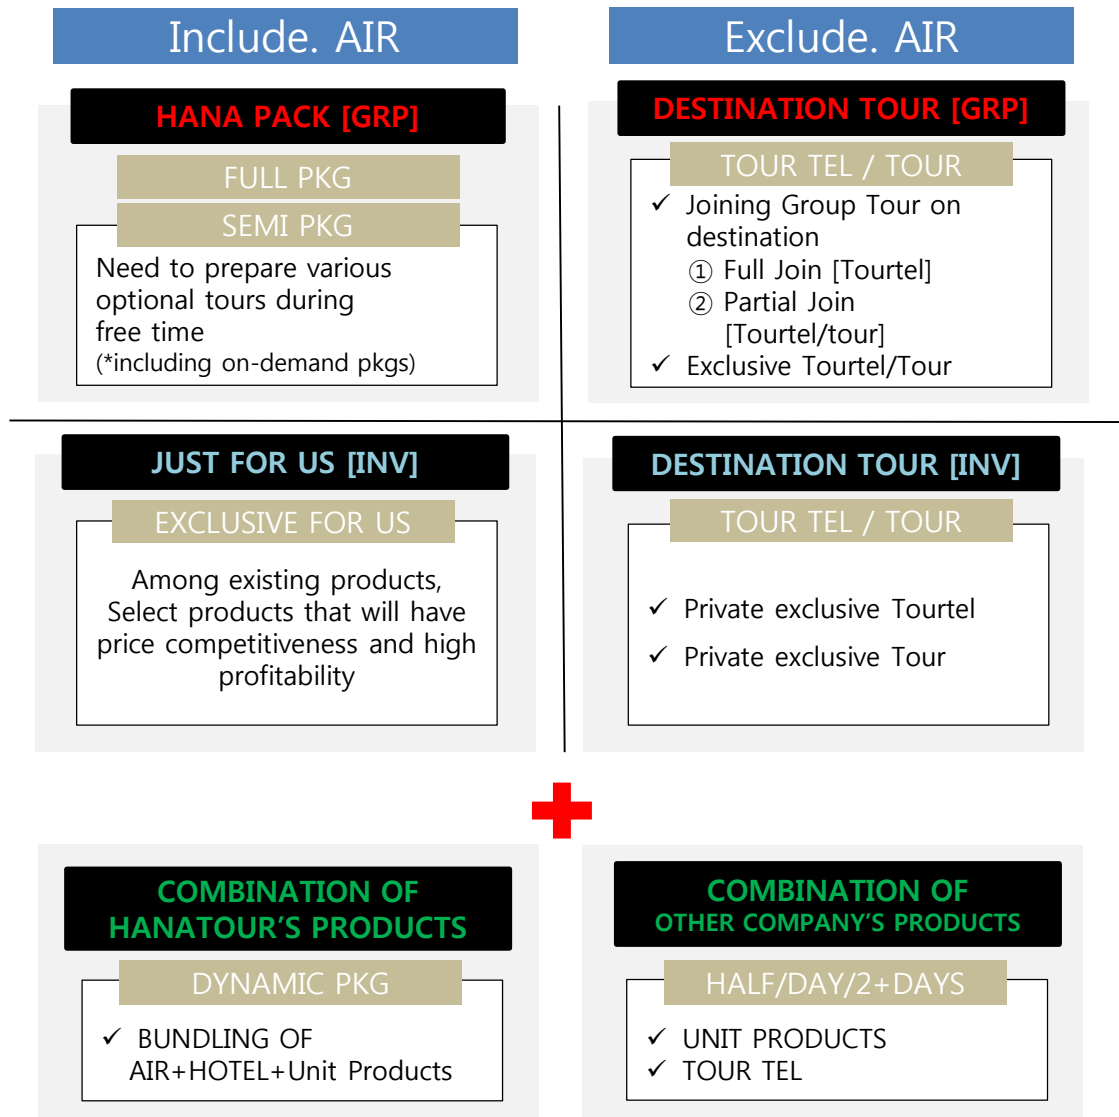 Include. AIR
Exclude. AIR
HANA PACK [GRP]
FULL PKG
SEMI PKG
Need to prepare various
optional tours during
free time
(*including on-demand pkgs)
DESTINATION TOUR [GRP]
TOUR TEL / TOUR
✓ Joining Group Tour on
destination
① Full Join [Tourtel]
② Partial Join
[Tourtel/tour]
✓ Exclusive Tourtel/Tour
JUST FOR US [INV]
EXCLUSIVE FOR US
Among existing products,
Select products that will have
price competitiveness and high
profitability
DESTINATION TOUR [INV]
TOUR TEL / TOUR
✓ Private exclusive Tourtel
✓ Private exclusive Tour
COMBINATION OF
HANATOUR'S PRODUCTS
DYNAMIC PKG
✓ BUNDLING OF
AIR+HOTEL+Unit Products
COMBINATION OF
OTHER COMPANY'S PRODUCTS
HALF/DAY/2+DAYS
✓ UNIT PRODUCTS
✓ TOUR TEL